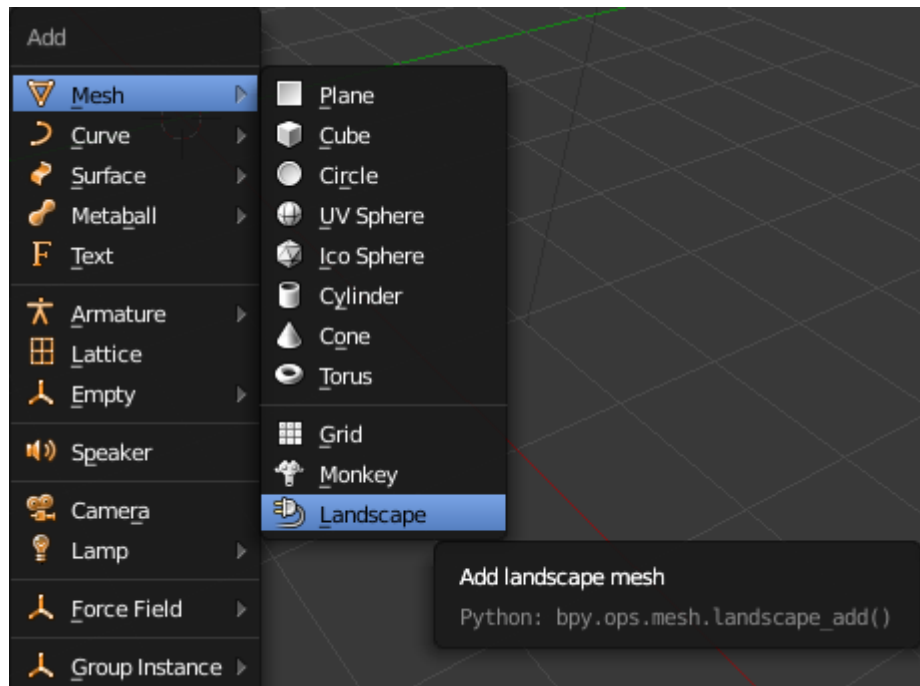 Add
Mesh
Curve
Surface
Metaball
Text
Armature
Lattice
Empty
Speaker
Camera
Lamp
Force Field
Group Instance
Plane
Cube
Circle
UV Sphere
Ico Sphere
Cylinder
Cone
Torus
Grid
Monkey
Landscape
Add landscape mesh
Python: bpy.ops.mesh.landscape_add()